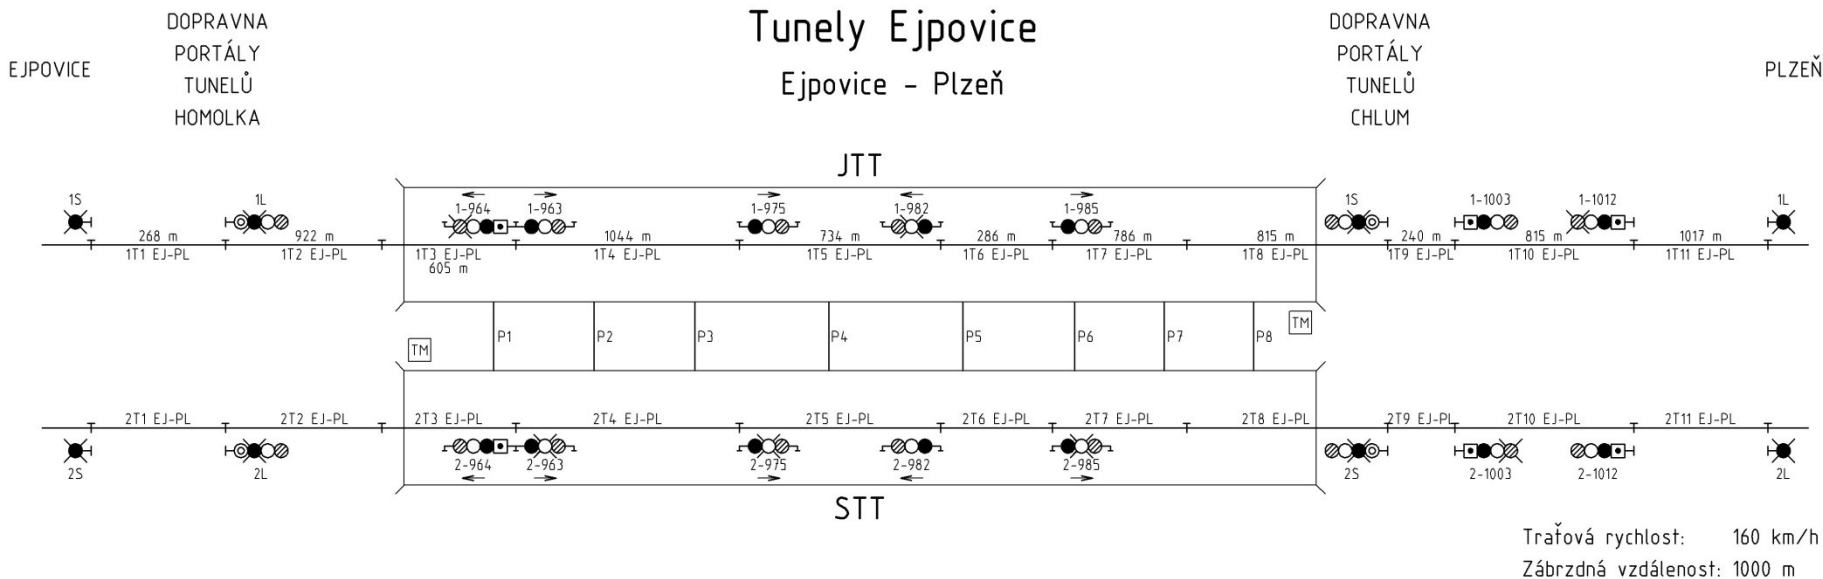 Tunely Ejpovice
Ejpovice - Plzeň
EJPOVICE
DOPRAVNA
PORTÁLY
TUNELŮ
HOMOLKA
DOPRAVNA
PORTÁLY
TUNELŮ
CHLUM
PLZEŇ
JTT
1S 1L 1-964 1-963 1-975 1-982 1-985 1S 1-1003 1-1012 1L
268 m 922 m 1044 m 734 m 286 m 786 m 815 m 240 m 815 m 1017 m
1T1 EJ-PL 1T2 EJ-PL 1T3 EJ-PL 1T4 EJ-PL 1T5 EJ-PL 1T6 EJ-PL 1T7 EJ-PL 1T8 EJ-PL 1T9 EJ-PL 1T10 EJ-PL 1T11 EJ-PL
605 m
TM P1 P2 P3 P4 P5 P6 P7 P8 TM
2T1 EJ-PL 2T2 EJ-PL 2T3 EJ-PL 2T4 EJ-PL 2T5 EJ-PL 2T6 EJ-PL 2T7 EJ-PL 2T8 EJ-PL 2T9 EJ-PL 2T10 EJ-PL 2T11 EJ-PL
2S 2L 2-964 2-963 2-975 2-982 2-985 2S 2-1003 2-1012 2L
STT
Traťová rychlost: 160 km/h
Zábrzdná vzdálenost: 1000 m